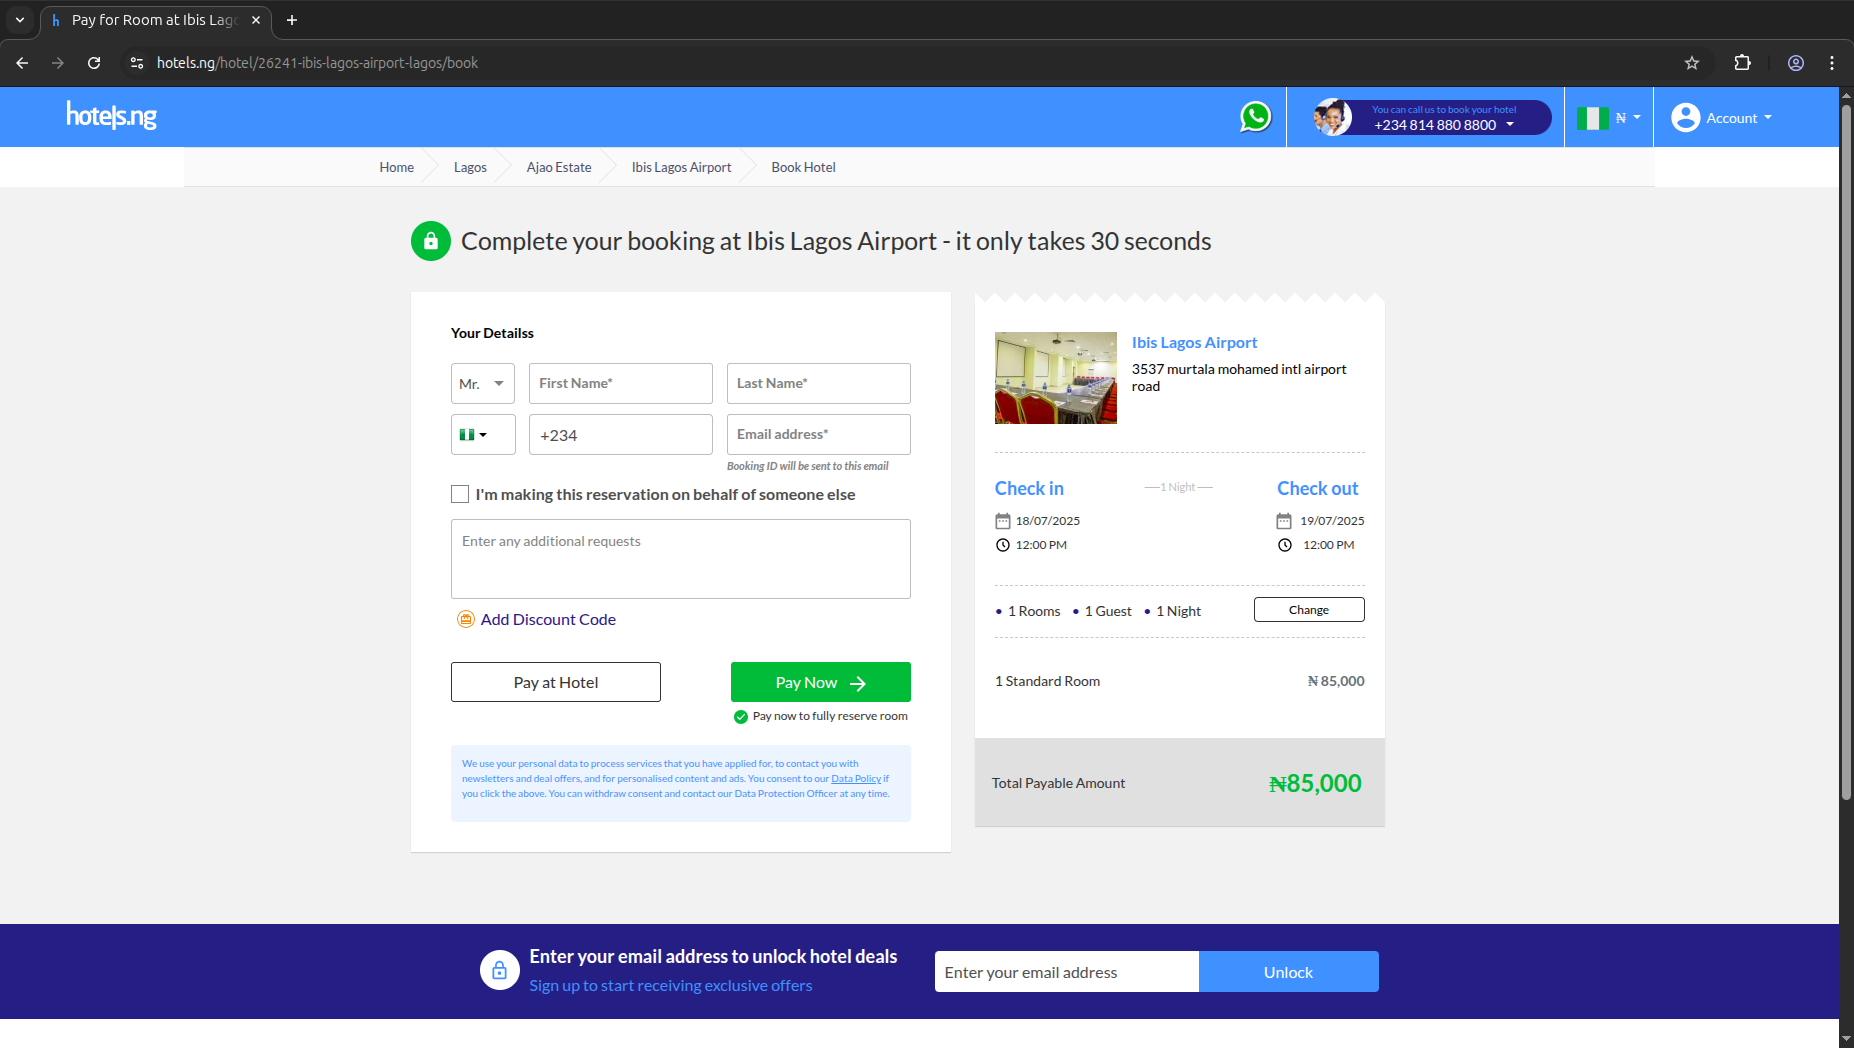 Pay for Room at Ibis Lago
hotels.ng/hotel/26241-ibis-lagos-airport-lagos/book
hotels.ng
You can call us to book your hotel
+234 814 880 8800
₦
Account
Home
Lagos
Ajao Estate
Ibis Lagos Airport
Book Hotel
Complete your booking at Ibis Lagos Airport - it only takes 30 seconds
Your Detailss
Mr.
First Name*
Last Name*
+234
Email address*
Booking ID will be sent to this email
I'm making this reservation on behalf of someone else
Enter any additional requests
Add Discount Code
Pay at Hotel
Pay Now
Pay now to fully reserve room
We use your personal data to process services that you have applied for, to contact you with
newsletters and deal offers, and for personalised content and ads. You consent to our Data Policy if
you click the above. You can withdraw consent and contact our Data Protection Officer at any time.
Ibis Lagos Airport
3537 murtala mohamed intl airport
road
Check in
1 Night
Check out
18/07/2025
19/07/2025
12:00 PM
12:00 PM
• 1 Rooms • 1 Guest • 1 Night
Change
1 Standard Room
₦ 85,000
Total Payable Amount
₦85,000
Enter your email address to unlock hotel deals
Sign up to start receiving exclusive offers
Enter your email address
Unlock